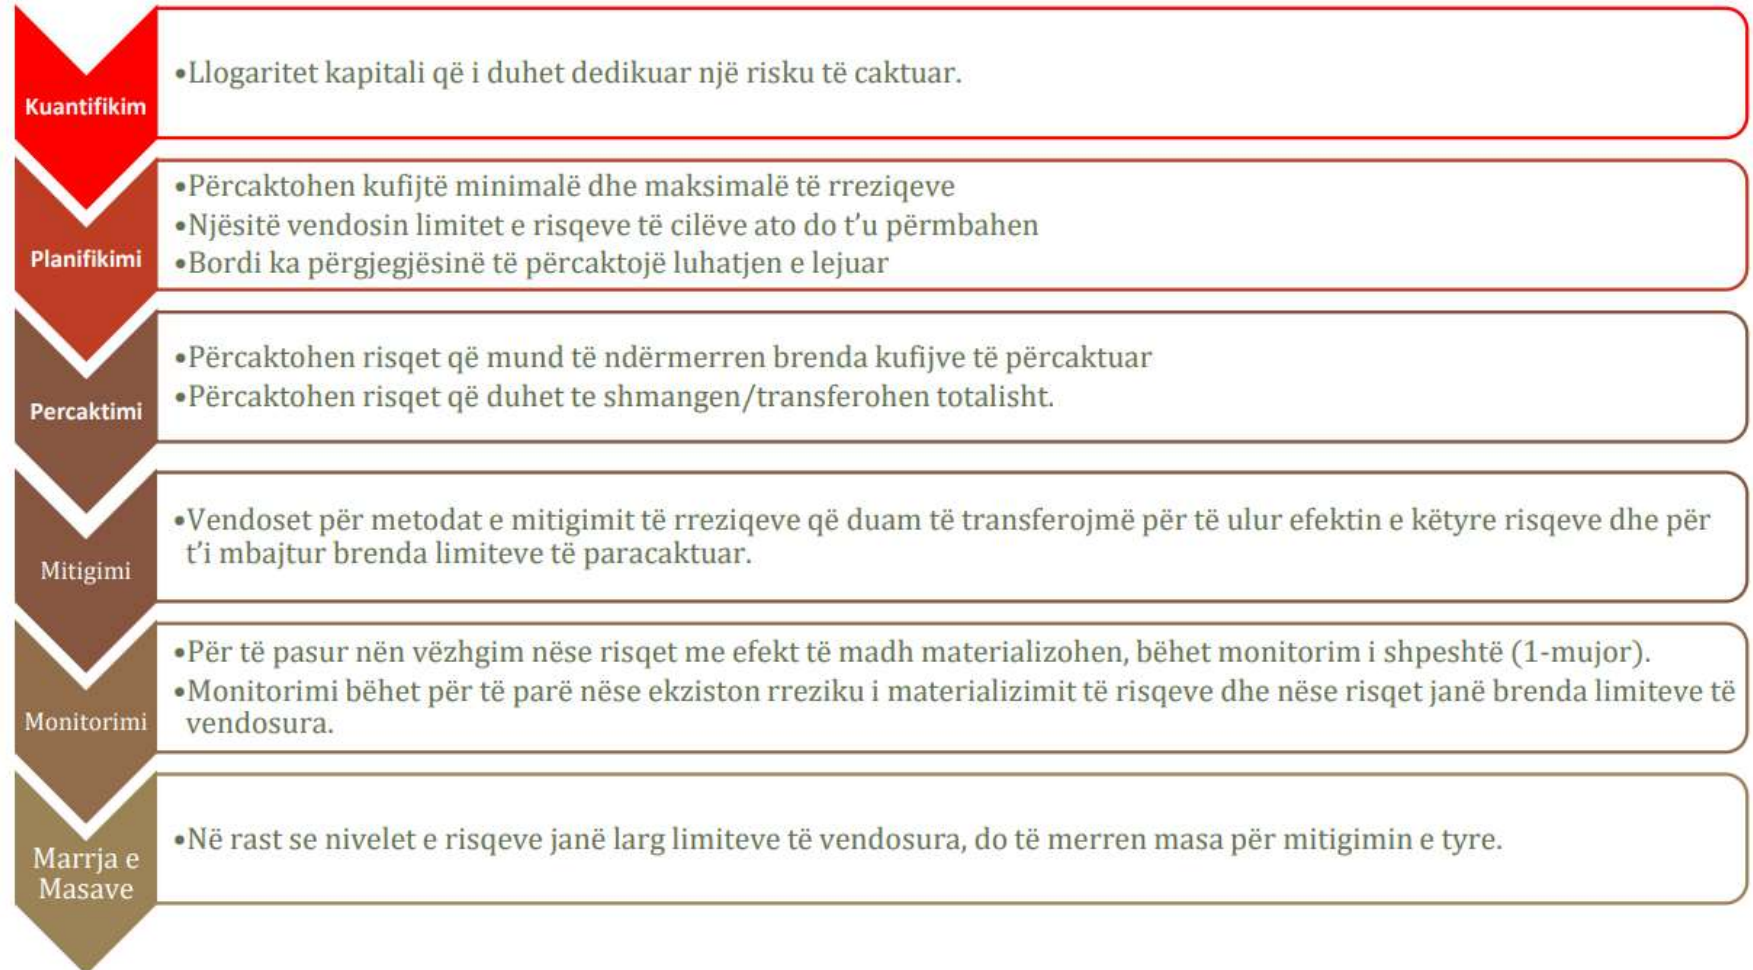 Kuantifikim
•Llogaritet kapitali që i duhet dedikuar një risku të caktuar.
Planifikimi
•Përcaktohen kufijtë minimalë dhe maksimalë të rreziqeve
•Njësitë vendosin limitet e risqeve të cilëve ato do t’u përmbahen
•Bordi ka përgjegjësinë të përcaktojë luhatjen e lejuar
Percaktimi
•Përcaktohen risqet që mund të ndërmerren brenda kufijve të përcaktuar
•Përcaktohen risqet që duhet te shmangen/transferohen totalisht.
Mitigimi
•Vendoset për metodat e mitigimit të rreziqeve që duam të transferojmë për të ulur efektin e këtyre risqeve dhe për
t’i mbajtur brenda limiteve të paracaktuar.
Monitorimi
•Për të pasur nën vëzhgim nëse risqet me efekt të madh materializohen, bëhet monitorim i shpeshtë (1-mujor).
•Monitorimi bëhet për të parë nëse ekziston rreziku i materializimit të risqeve dhe nëse risqet janë brenda limiteve të
vendosura.
Marrja e
Masave
•Në rast se nivelet e risqeve janë larg limiteve të vendosura, do të merren masa për mitigimin e tyre.